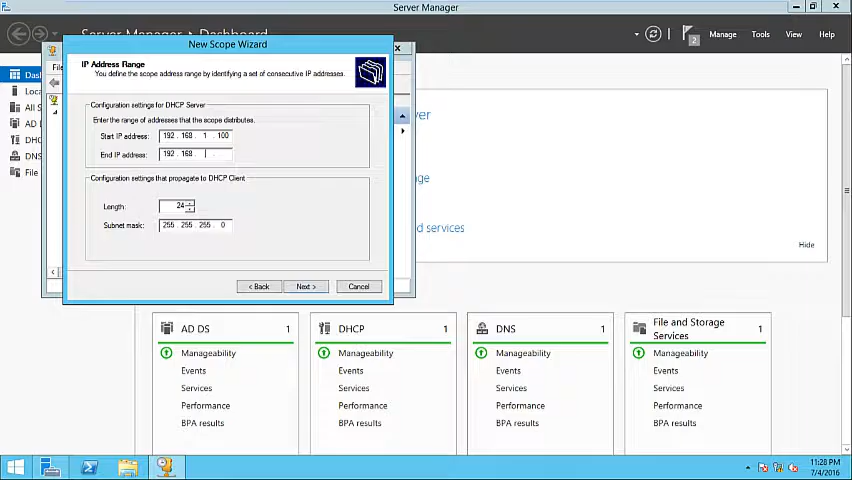 Server Manager
Server Manager • Dashboard
2
Manage
Tools
View
Help
New Scope Wizard
IP Address Range
You define the scope address range by identifying a set of consecutive IP addresses.
Configuration settings for DHCP Server
Enter the range of addresses that the scope distributes.
Start IP address:
192 . 168 . 1 . 100
End IP address:
192 . 168 . .
Configuration settings that propagate to DHCP Client
Length:
24
Subnet mask:
255 . 255 . 255 . 0
< Back
Next >
Cancel
Hide
AD DS
1
Manageability
Events
Services
Performance
BPA results
DHCP
1
Manageability
Events
Services
Performance
BPA results
DNS
1
Manageability
Events
Services
Performance
BPA results
File and Storage
Services
1
Manageability
Events
Services
Performance
BPA results
11:28 PM
7/4/2016